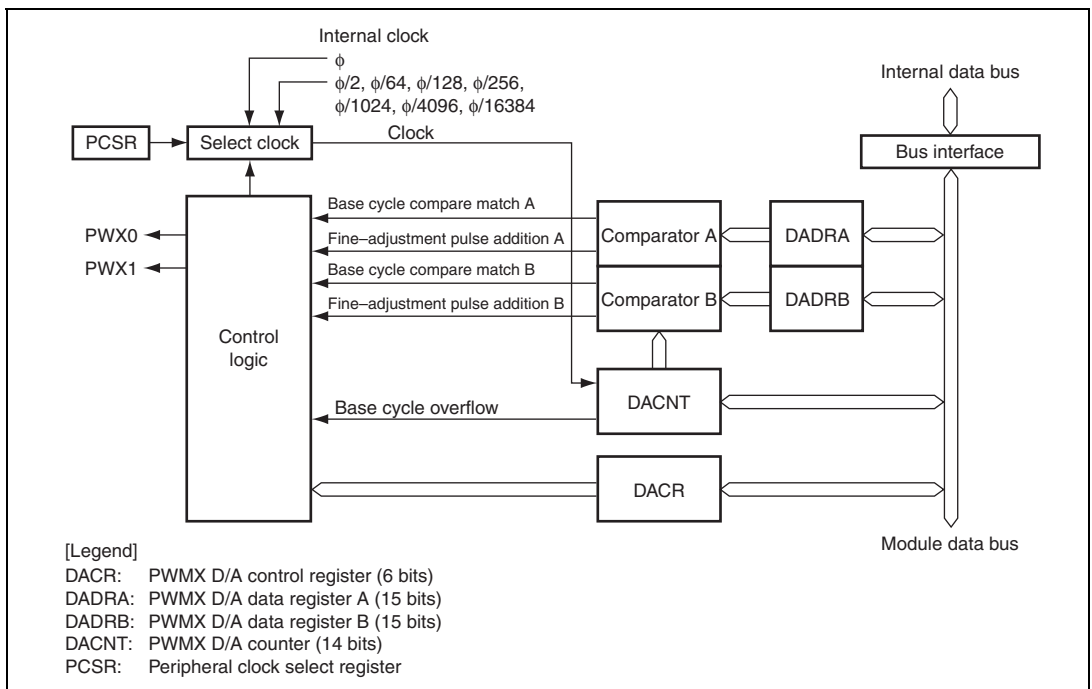 Internal clock
ϕ
ϕ/2, ϕ/64, ϕ/128, ϕ/256,
ϕ/1024, ϕ/4096, ϕ/16384
Internal data bus
PCSR
Select clock
Clock
Bus interface
Base cycle compare match A
Fine–adjustment pulse addition A
Base cycle compare match B
Fine–adjustment pulse addition B
Comparator A
DADRA
Comparator B
DADRB
PWX0
PWX1
Control
logic
DACNT
Base cycle overflow
DACR
Module data bus
[Legend]
DACR: PWMX D/A control register (6 bits)
DADRA: PWMX D/A data register A (15 bits)
DADRB: PWMX D/A data register B (15 bits)
DACNT: PWMX D/A counter (14 bits)
PCSR: Peripheral clock select register